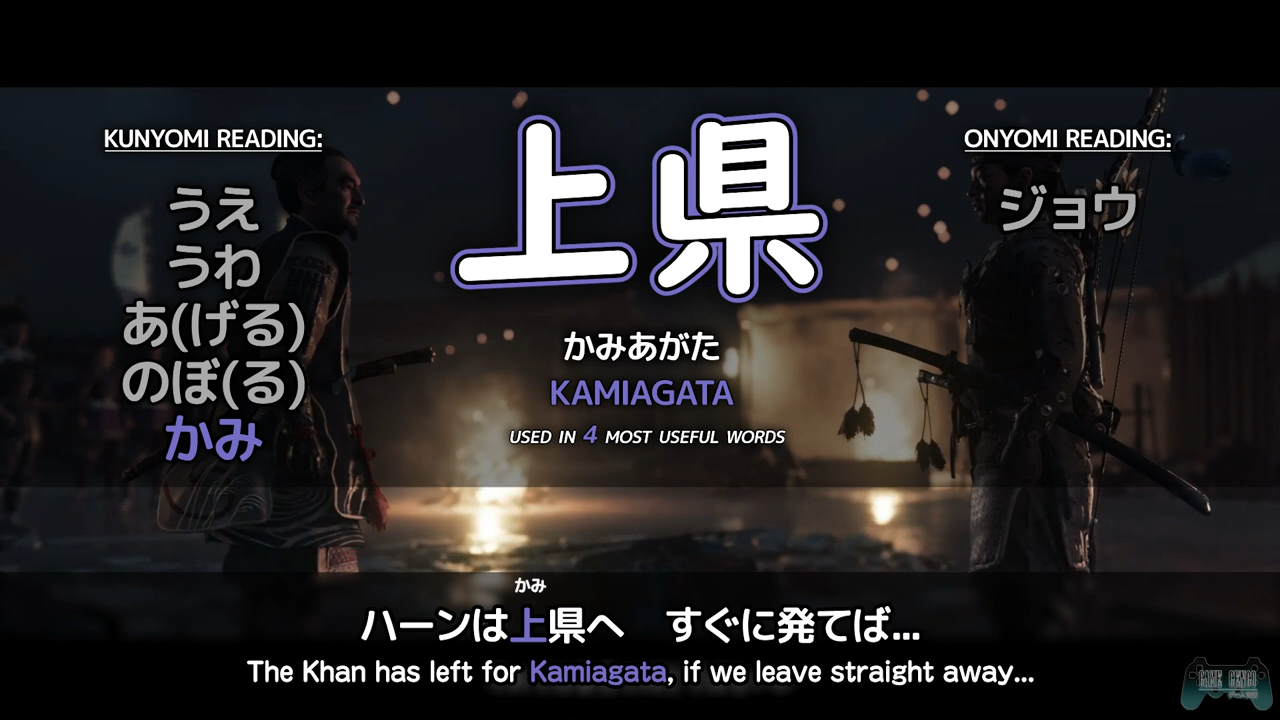 KUNYOMI READING:
うえ
うわ
あ(げる)
のぼ(る)
かみ
上県
かみあがた
KAMIAGATA
USED IN 4 MOST USEFUL WORDS
ONYOMI READING:
ジョウ
かみ
ハーンは上県へ　すぐに発てば...
The Khan has left for Kamiagata, if we leave straight away...
GAME GENGO